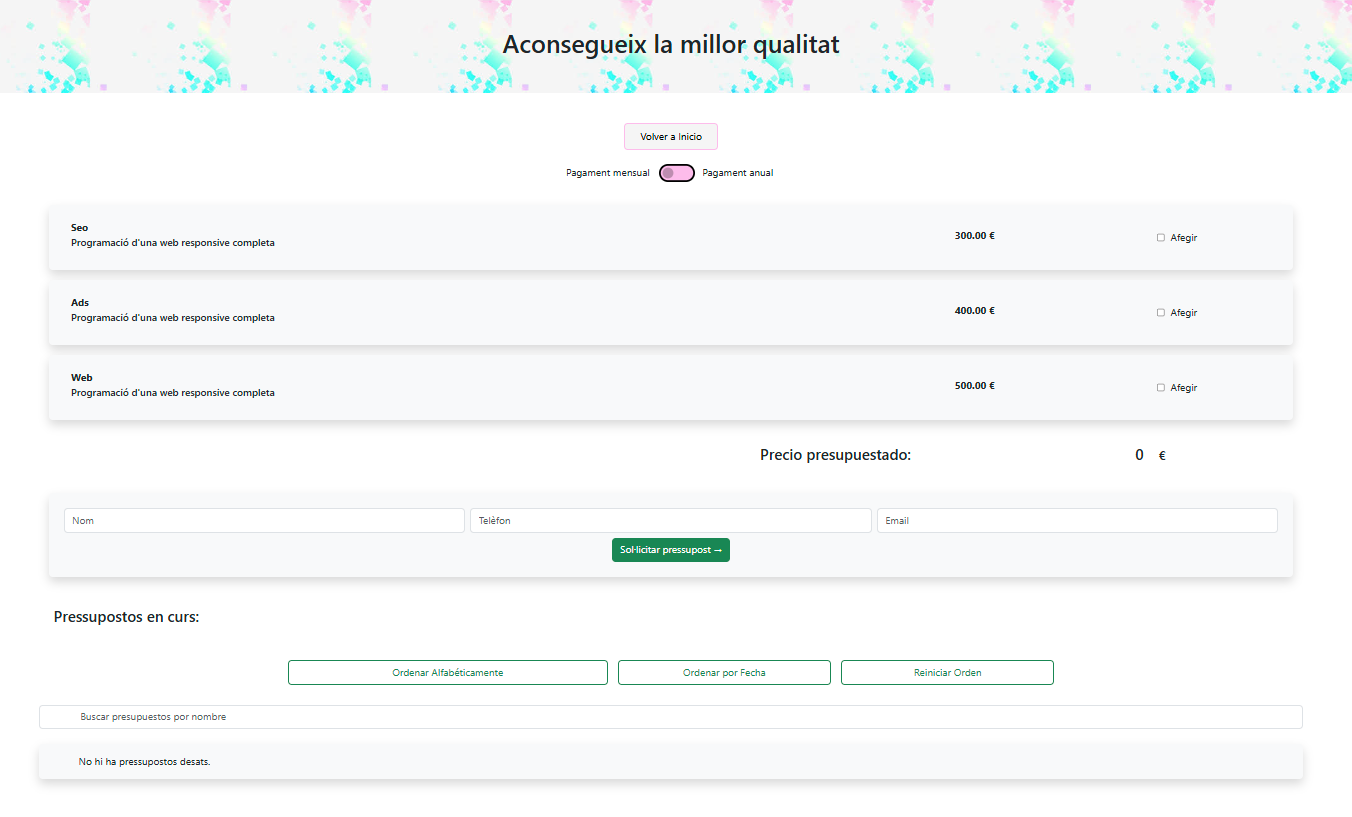 Aconsegueix la millor qualitat
Volver a Inicio
Pagament mensual Pagament anual
Seo
Programació d'una web responsive completa
300.00 €
Afegir
Ads
Programació d'una web responsive completa
400.00 €
Afegir
Web
Programació d'una web responsive completa
500.00 €
Afegir
Precio presupuestado: 0 €
Nom Telèfon Email
Sol·licitar pressupost →
Pressupostos en curs:
Ordenar Alfabéticamente Ordenar por Fecha Reiniciar Orden
Buscar presupuestos por nombre
No hi ha pressupostos desats.